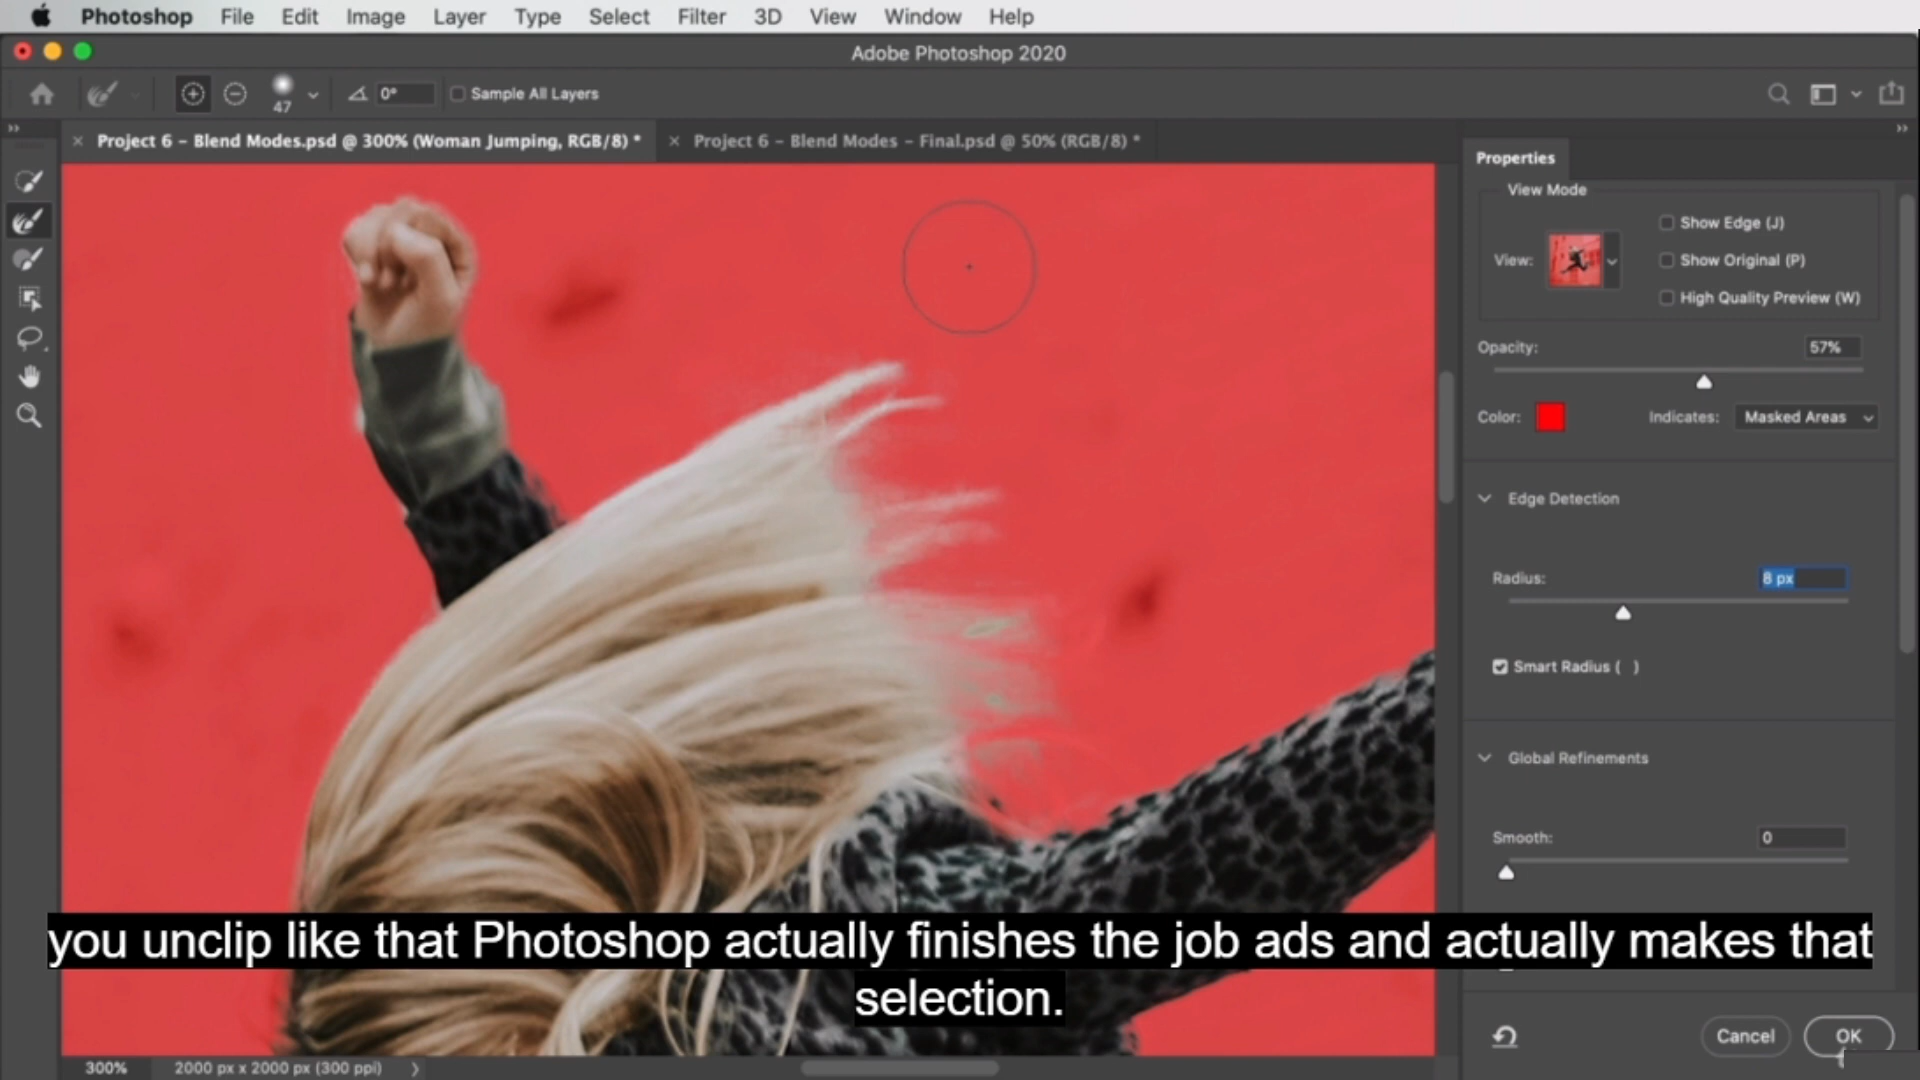 Photoshop File Edit Image Layer Type Select Filter 3D View Window Help
Adobe Photoshop 2020
47 0° Sample All Layers
Project 6 – Blend Modes.psd @ 300% (Woman Jumping, RGB/8) * Project 6 – Blend Modes – Final.psd @ 50% (RGB/8) *
Properties
View Mode
Show Edge (J)
View: Show Original (P)
High Quality Preview (W)
Opacity: 57%
Color: Indicates: Masked Areas
Edge Detection
Radius: 8 px
Smart Radius ( )
Global Refinements
Smooth: 0
you unclip like that Photoshop actually finishes the job ads and actually makes that
selection.
Cancel OK
300% 2000 px x 2000 px (300 ppi)